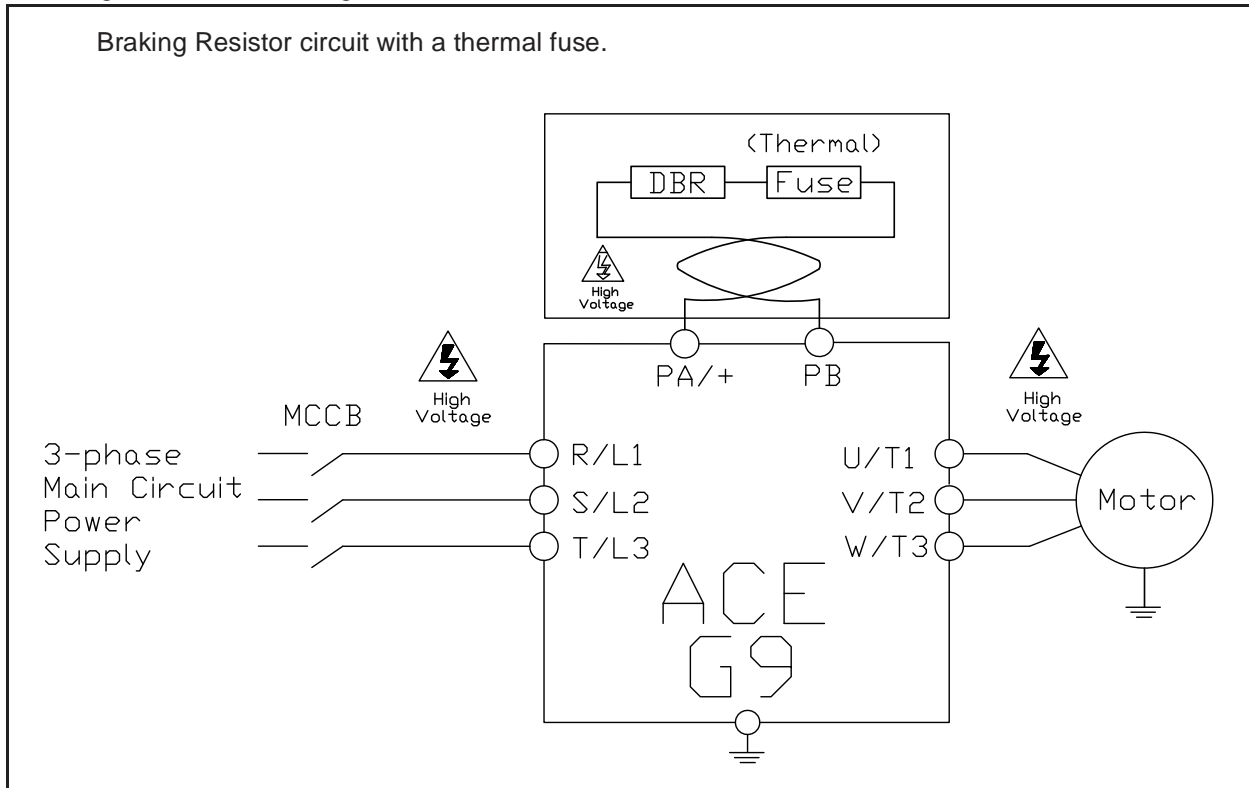 Braking Resistor circuit with a thermal fuse.
(Thermal)
DBR
Fuse
High
Voltage
PA/+
PB
High
Voltage
High
Voltage
MCCB
3-phase
Main Circuit
Power
Supply
R/L1
S/L2
T/L3
U/T1
V/T2
W/T3
Motor
ACE
G9